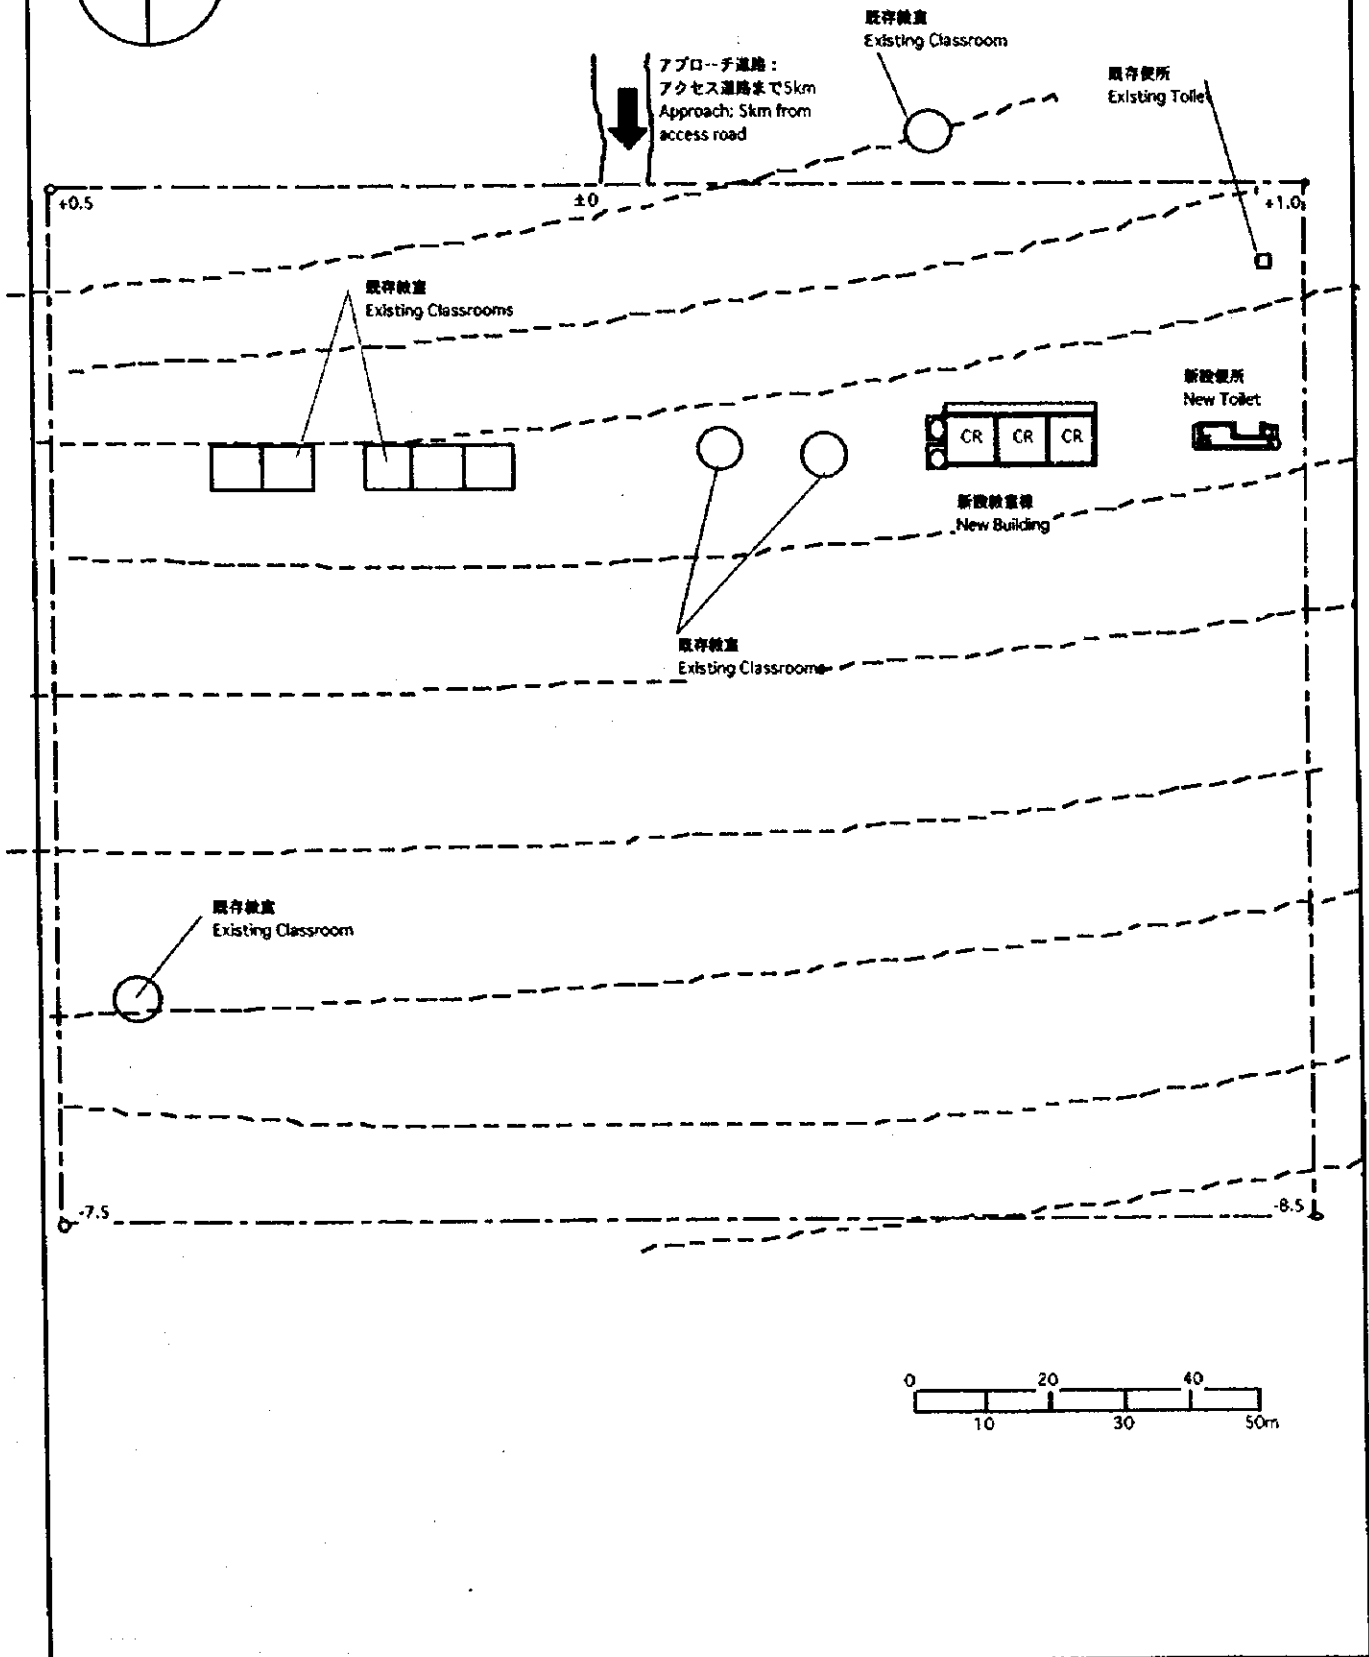 既存教室
Existing Classroom
アプローチ道路：
アクセス道路まで5km
Approach; 5km from
access road
既存便所
Existing Toilet
+0.5
±0
+1.0
既存教室
Existing Classrooms
新設便所
New Toilet
CR CR CR
新設教室棟
New Building
既存教室
Existing Classrooms
既存教室
Existing Classroom
-7.5
-8.5
0 20 40
10 30 50m